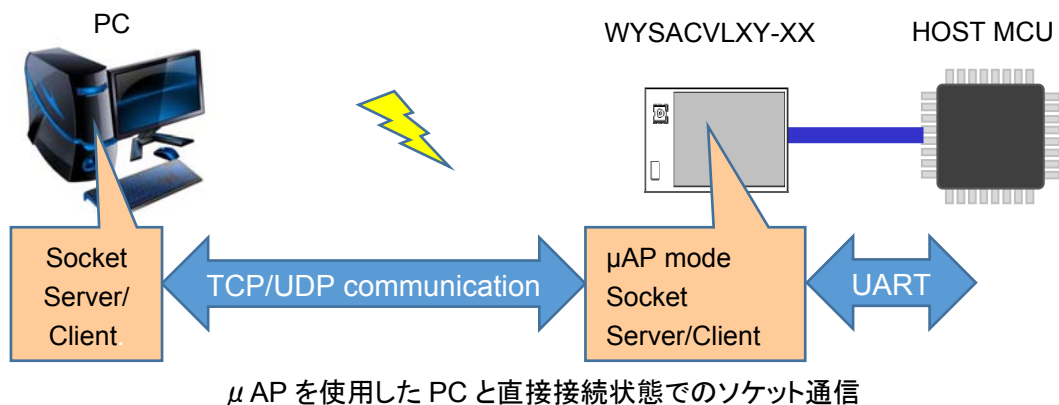 PC
WYSACVLXY-XX
HOST MCU
Socket
Server/
Client.
TCP/UDP communication
µAP mode
Socket
Server/Client
UART
μ AP を使用した PC と直接接続状態でのソケット通信